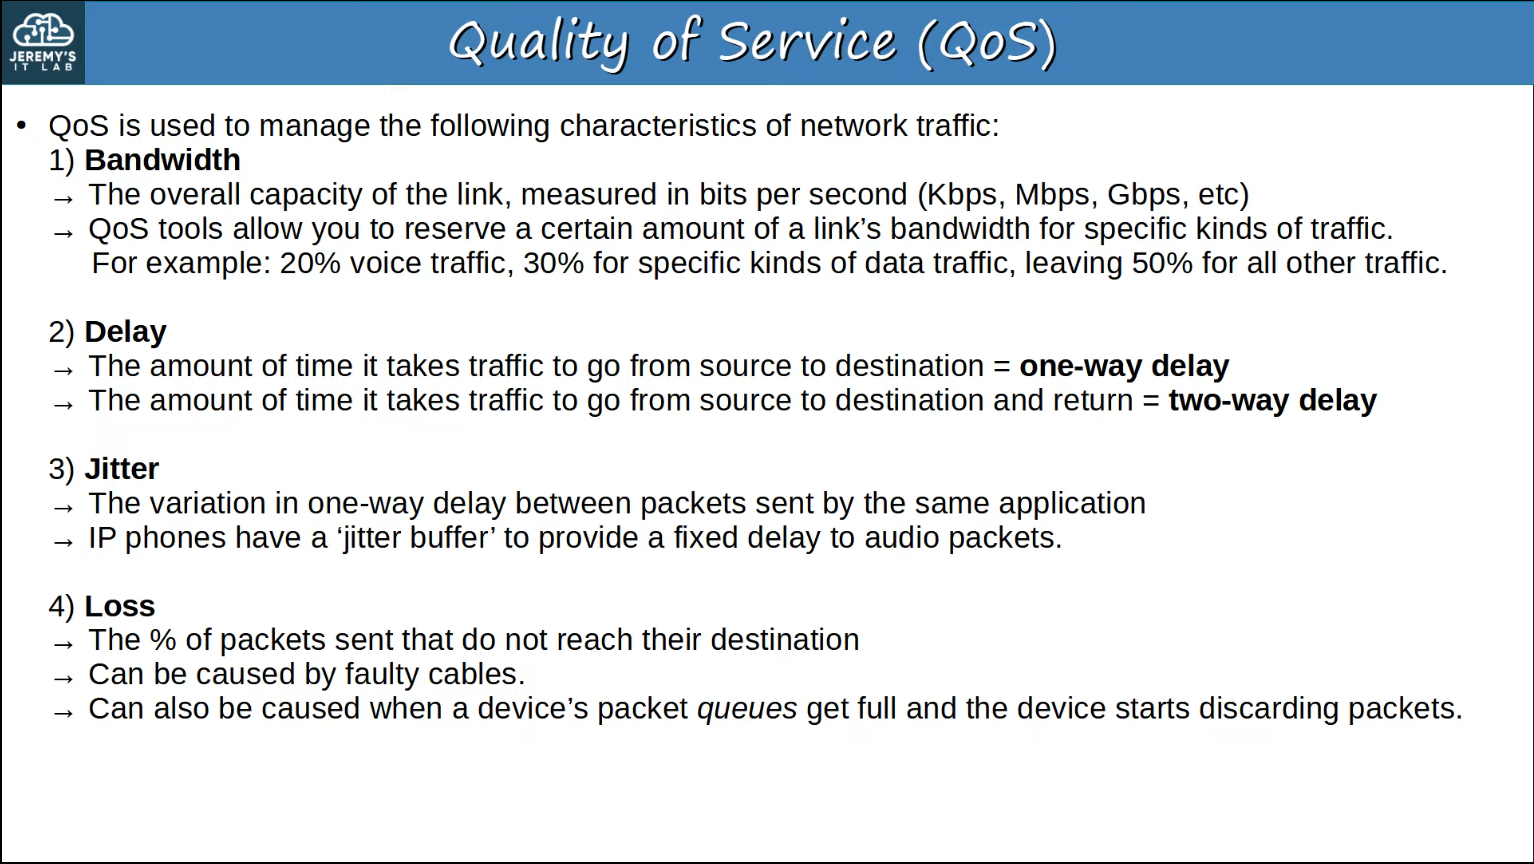 JEREMY'S
IT LAB
Quality of Service (QoS)
• QoS is used to manage the following characteristics of network traffic:
1) Bandwidth
→ The overall capacity of the link, measured in bits per second (Kbps, Mbps, Gbps, etc)
→ QoS tools allow you to reserve a certain amount of a link’s bandwidth for specific kinds of traffic.
For example: 20% voice traffic, 30% for specific kinds of data traffic, leaving 50% for all other traffic.
2) Delay
→ The amount of time it takes traffic to go from source to destination = one-way delay
→ The amount of time it takes traffic to go from source to destination and return = two-way delay
3) Jitter
→ The variation in one-way delay between packets sent by the same application
→ IP phones have a ‘jitter buffer’ to provide a fixed delay to audio packets.
4) Loss
→ The % of packets sent that do not reach their destination
→ Can be caused by faulty cables.
→ Can also be caused when a device’s packet queues get full and the device starts discarding packets.